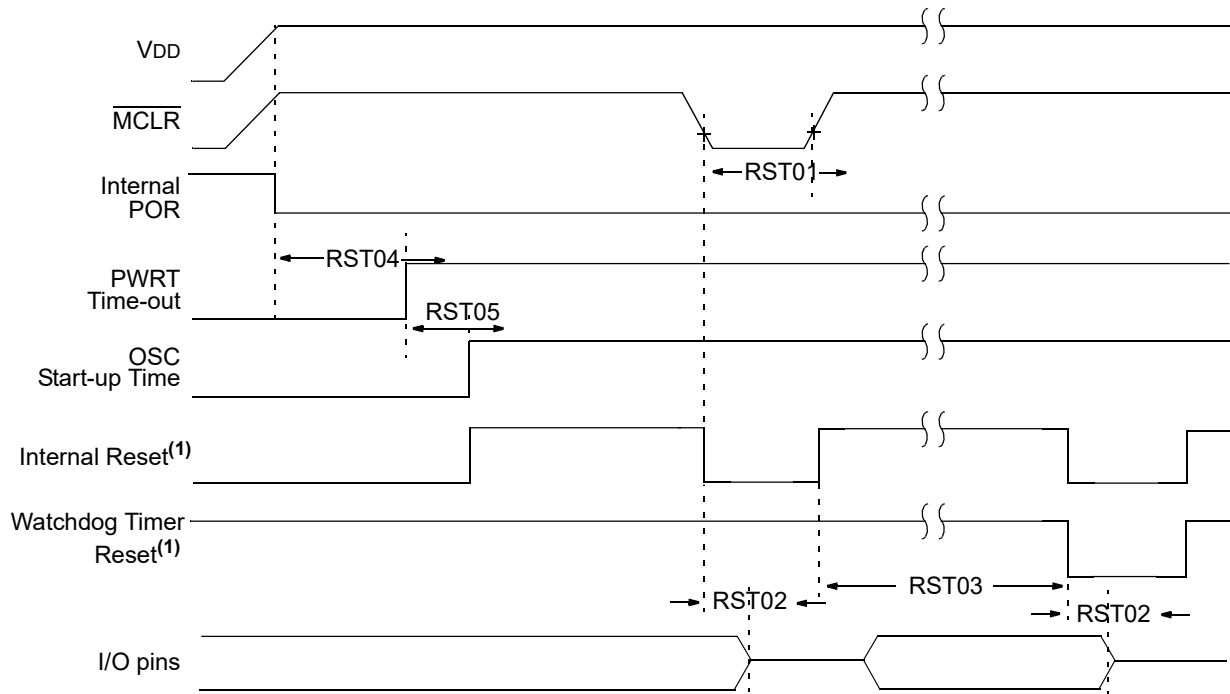 VDD
MCLR
RST01
Internal
POR
RST04
PWRT
Time-out
RST05
OSC
Start-up Time
Internal Reset(1)
Watchdog Timer
Reset(1)
RST03
RST02
RST02
I/O pins